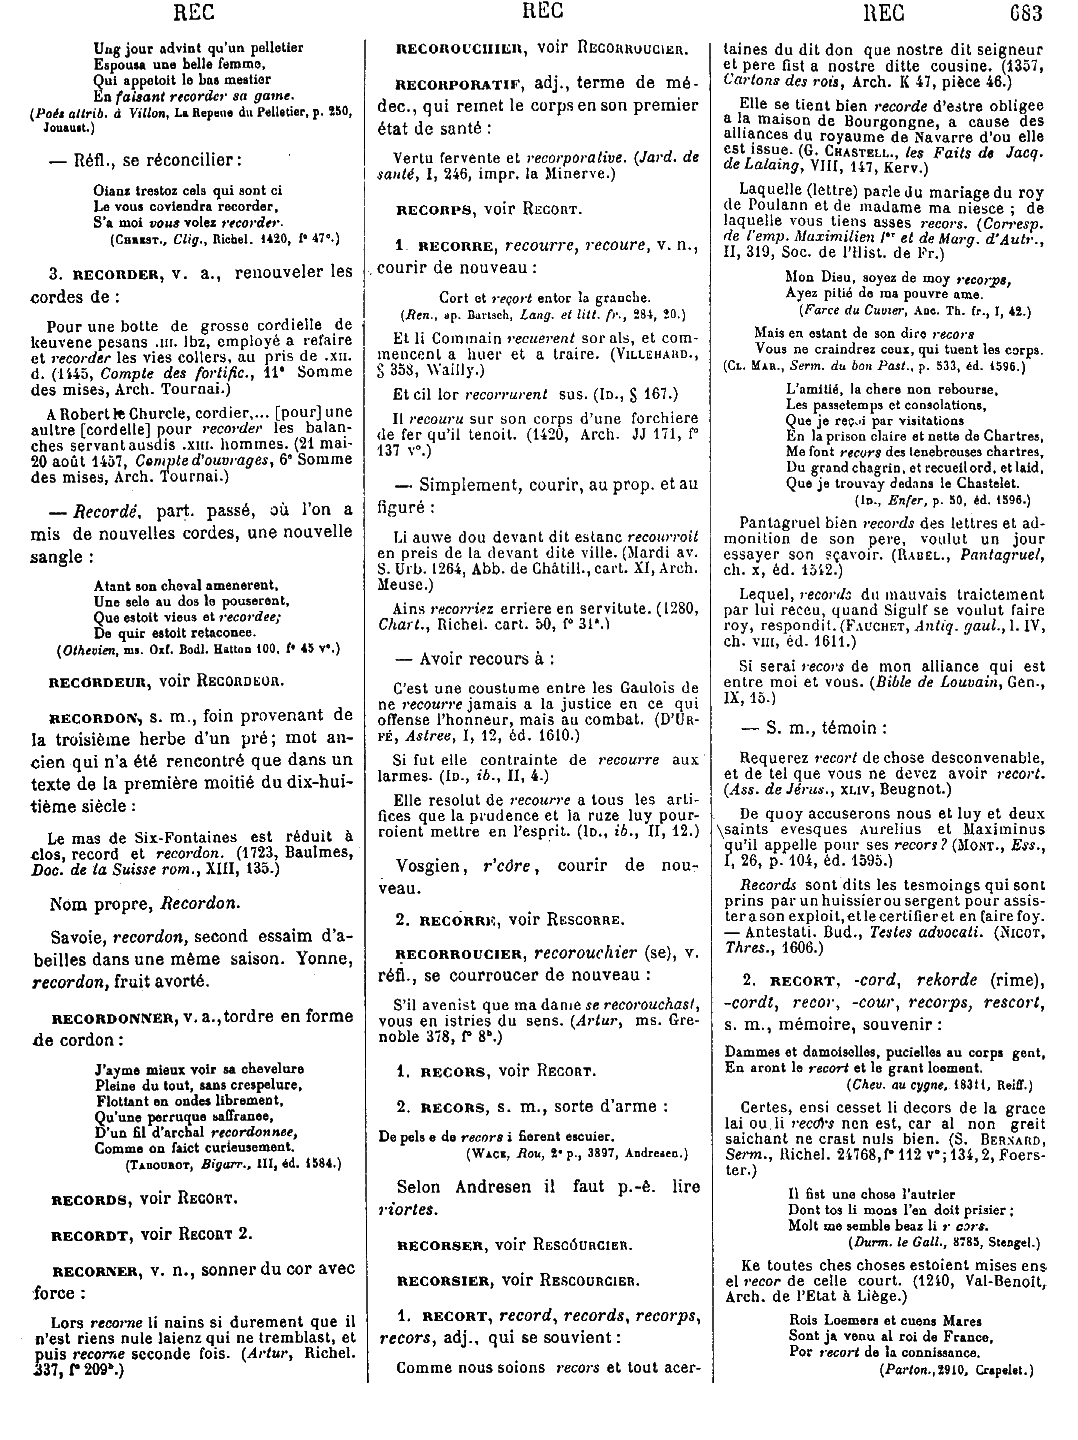 REC
REC
REC
683
Ung jour advint qu'un pelletier
Espousa une belle femme,
Qui appetoit le bas mestier
En faisant recorder sa game.
(Poés attrib. à Villon, La Repeue du Pelletier, p. 250,
Jouaust.)
— Réfl., se réconcilier :
Oianz trestoz cels qui sont ci
Le vous coviendra recorder,
S'a moi vous volez recorder.
(Chrest., Clig., Richel. 1420, f° 47ᵉ.)
3. RECORDER, v. a., renouveler les
cordes de :
Pour une botte de grosse cordielle de
keuvene pesans .III. lbz, employé a refaire
et recorder les vies collers, au pris de .XII.
d. (1445, Compte des fortific., 11ᵉ Somme
des mises, Arch. Tournai.)
A Robert le Churcle, cordier,... [pour] une
aultre [cordelle] pour recorder les balan-
ches servant ausdis .XIII. hommes. (21 mai-
20 août 1457, Compte d'ouvrages, 6ᵉ Somme
des mises, Arch. Tournai.)
— Recordé, part. passé, où l'on a
mis de nouvelles cordes, une nouvelle
sangle :
Atant son cheval amenerent,
Une sele au dos le pouserent,
Que estoit vieus et recordee;
De quir estoit retaconee.
(Othevien, ms. Oxf. Bodl. Hatton 100, f° 45 v°.)
RECORDEUR, voir Recordeor.
RECORDON, s. m., foin provenant de
la troisième herbe d'un pré; mot an-
cien qui n'a été rencontré que dans un
texte de la première moitié du dix-hui-
tième siècle :
Le mas de Six-Fontaines est réduit à
clos, record et recordon. (1723, Baulmes,
Doc. de la Suisse rom., XIII, 135.)
Nom propre, Recordon.
Savoie, recordon, second essaim d'a-
beilles dans une même saison. Yonne,
recordon, fruit avorté.
RECORDONNER, v. a., tordre en forme
de cordon :
J'ayme mieux voir sa chevelure
Pleine du tout, sans crespelure,
Flottant en ondes librement,
Qu'une perruque saffranee,
D'un fil d'archal recordonnee,
Comme on faict curieusement.
(Tabourot, Bigarr., III, éd. 1584.)
RECORDS, voir Recort.
RECORDT, voir Recort 2.
RECORNER, v. n., sonner du cor avec
force :
Lors recorne li nains si durement que il
n'est riens nule laienz qui ne tremblast, et
puis recorne seconde fois. (Artur, Richel.
337, f° 209ᵇ.)
RECOROUCHIER, voir Recorroucier.
RECORPORATIF, adj., terme de mé-
dec., qui remet le corps en son premier
état de santé :
Vertu fervente et recorporative. (Jard. de
santé, I, 246, impr. la Minerve.)
RECORPS, voir Recort.
1. RECORRE, recourre, recoure, v. n.,
courir de nouveau :
Cort et reçort entor la granche.
(Ren., ap. Bartsch, Lang. et litt. fr., 284, 20.)
Et li Commain recuerent sor als, et com-
mencent a huer et a traire. (Villehard.,
§ 358, Wailly.)
Et cil lor recorrurent sus. (Id., § 167.)
Il recouru sur son corps d'une forchiere
de fer qu'il tenoit. (1420, Arch. JJ 171, f°
137 v°.)
— Simplement, courir, au prop. et au
figuré :
Li auwe dou devant dit estanc recourroit
en preis de la devant dite ville. (Mardi av.
S. Urb. 1264, Abb. de Châtill., cart. XI, Arch.
Meuse.)
Ains recorriez erriere en servitute. (1280,
Chart., Richel. cart. 50, f° 31ᵃ.)
— Avoir recours à :
C'est une coustume entre les Gaulois de
ne recourre jamais a la justice en ce qui
offense l'honneur, mais au combat. (D'Ur-
fé, Astree, I, 12, éd. 1610.)
Si fut elle contrainte de recourre aux
larmes. (Id., ib., II, 4.)
Elle resolut de recourre a tous les arti-
fices que la prudence et la ruze luy pour-
roient mettre en l'esprit. (Id., ib., II, 12.)
Vosgien, r'côre, courir de nou-
veau.
2. RECORRE, voir Rescorre.
RECORROUCIER, recorouchier (se), v.
réfl., se courroucer de nouveau :
S'il avenist que ma dame se recorouchast,
vous en istries du sens. (Artur, ms. Gre-
noble 378, f° 8ᵇ.)
1. RECORS, voir Recort.
2. RECORS, s. m., sorte d'arme :
De pels e de recors i fierent escuier.
(Wace, Rou, 2ᵉ p., 3897, Andresen.)
Selon Andresen il faut p.-ê. lire
riortes.
RECORSER, voir Rescourcier.
RECORSIER, voir Rescourcier.
1. RECORT, record, records, recorps,
recors, adj., qui se souvient :
Comme nous soions recors et tout acer-
taines du dit don que nostre dit seigneur
et pere fist a nostre ditte cousine. (1357,
Cartons des rois, Arch. K 47, pièce 46.)
Elle se tient bien recorde d'estre obligee
a la maison de Bourgongne, a cause des
alliances du royaume de Navarre d'ou elle
est issue. (G. Chastell., les Faits de Jacq.
de Lalaing, VIII, 147, Kerv.)
Laquelle (lettre) parle du mariage du roy
de Poulann et de madame ma niesce ; de
laquelle vous tiens asses recors. (Corresp.
de l'emp. Maximilien Iᵉʳ et de Marg. d'Autr.,
II, 319, Soc. de l'Hist. de Fr.)
Mon Dieu, soyez de moy recorps,
Ayez pitié de ma pouvre ame.
(Farce du Cuvier, Anc. Th. fr., I, 42.)
Mais en estant de son dire recors
Vous ne craindrez ceux, qui tuent les corps.
(Cl. Mar., Serm. du bon Past., p. 533, éd. 1596.)
L'amitié, la chere non rebourse,
Les passetemps et consolations,
Que je reçoi par visitations
En la prison claire et nette de Chartres,
Me font recors des tenebreuses chartres,
Du grand chagrin, et recueil ord, et laid,
Que je trouvay dedans le Chastelet.
(Id., Enfer, p. 50, éd. 1596.)
Pantagruel bien records des lettres et ad-
monition de son pere, voulut un jour
essayer son sçavoir. (Rabel., Pantagruel,
ch. x, éd. 1542.)
Lequel, records du mauvais traictement
par lui receu, quand Sigulf se voulut faire
roy, respondit. (Fauchet, Antiq. gaul., l. IV,
ch. VIII, éd. 1611.)
Si serai recors de mon alliance qui est
entre moi et vous. (Bible de Louvain, Gen.,
IX, 15.)
— S. m., témoin :
Requerez recort de chose desconvenable,
et de tel que vous ne devez avoir recort.
(Ass. de Jérus., XLIV, Beugnot.)
De quoy accuserons nous et luy et deux
saints evesques Aurelius et Maximinus
qu'il appelle pour ses recors ? (Mont., Ess.,
I, 26, p. 104, éd. 1595.)
Records sont dits les tesmoings qui sont
prins par un huissier ou sergent pour assis-
ter a son exploit, et le certifier et en faire foy.
— Antestati. Bud., Testes advocati. (Nicot,
Thres., 1606.)
2. RECORT, -cord, rekorde (rime),
-cordt, recor, -cour, recorps, rescort,
s. m., mémoire, souvenir :
Dammes et damoiselles, pucielles au corps gent,
En aront le recort et le grant loement.
(Chev. au cygne, 18311, Reiff.)
Certes, ensi cesset li decors de la grace
lai ou li recors nen est, car al non greit
saichant ne crast nuls bien. (S. Bernard,
Serm., Richel. 24768, f° 112 v°; 134, 2, Foers-
ter.)
Il fist une chose l'autrier
Dont tos li mons l'en doit prisier ;
Molt me semble beaz li r cors.
(Durm. le Gall., 8785, Stengel.)
Ke toutes ches choses estoient mises ens
el recor de celle court. (1240, Val-Benoît,
Arch. de l'Etat à Liège.)
Rois Loemers et cuens Mares
Sont ja venu al roi de France,
Por recort de la connissance.
(Parton., 2910, Crapelet.)